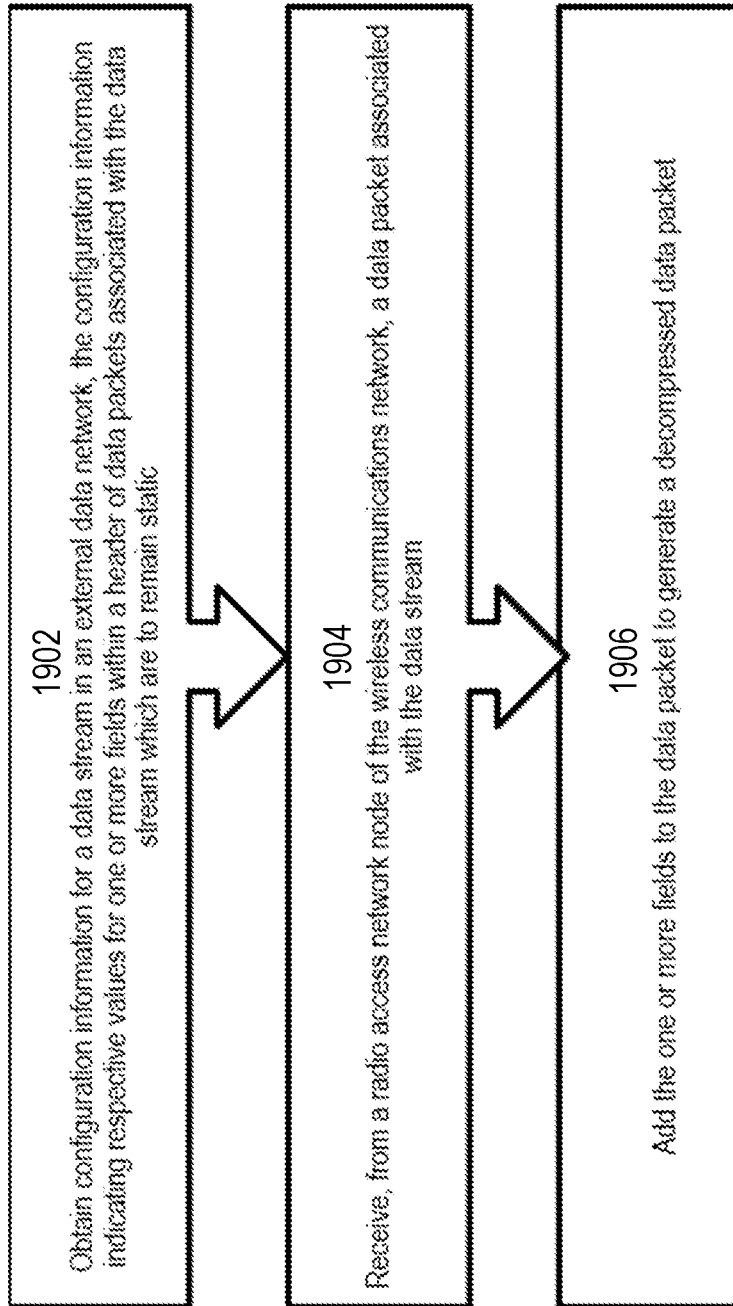 1902
Obtain configuration information for a data stream in an external data network, the configuration information
indicating respective values for one or more fields within a header of data packets associated with the data
stream which are to remain static
1904
Receive, from a radio access network node of the wireless communications network, a data packet associated
with the data stream
1906
Add the one or more fields to the data packet to generate a decompressed data packet